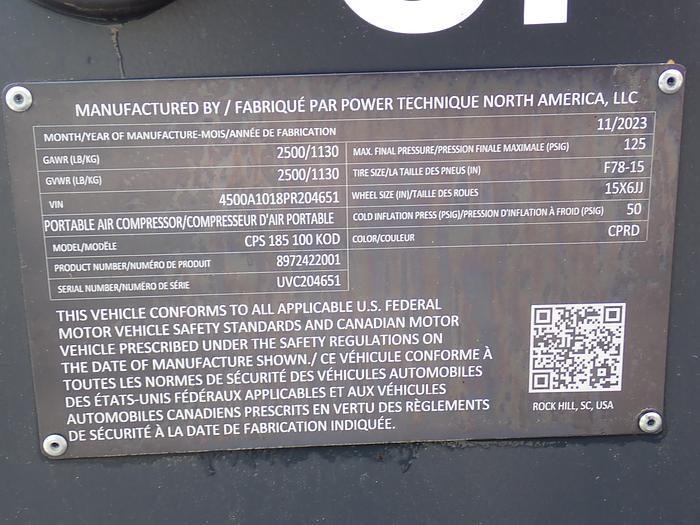 MANUFACTURED BY / FABRIQUÉ PAR POWER TECHNIQUE NORTH AMERICA, LLC
MONTH/YEAR OF MANUFACTURE-MOIS/ANNÉE DE FABRICATION 11/2023
GAWR (LB/KG) 2500/1130
GVWR (LB/KG) 2500/1130
VIN 4500A1018PR204651
PORTABLE AIR COMPRESSOR/COMPRESSEUR D'AIR PORTABLE
MODEL/MODÈLE CPS 185 100 KOD
PRODUCT NUMBER/NUMÉRO DE PRODUIT 8972422001
SERIAL NUMBER/NUMÉRO DE SÉRIE UVC204651
MAX. FINAL PRESSURE/PRESSION FINALE MAXIMALE (PSIG) 125
TIRE SIZE/LA TAILLE DES PNEUS (IN) F78-15
WHEEL SIZE (IN)/TAILLE DES ROUES 15X6JJ
COLD INFLATION PRESS (PSIG)/PRESSION D'INFLATION À FROID (PSIG) 50
COLOR/COULEUR CPRD
THIS VEHICLE CONFORMS TO ALL APPLICABLE U.S. FEDERAL
MOTOR VEHICLE SAFETY STANDARDS AND CANADIAN MOTOR
VEHICLE PRESCRIBED UNDER THE SAFETY REGULATIONS ON
THE DATE OF MANUFACTURE SHOWN./ CE VÉHICULE CONFORME À
TOUTES LES NORMES DE SÉCURITÉ DES VÉHICULES AUTOMOBILES
DES ÉTATS-UNIS FÉDÉRAUX APPLICABLES ET AUX VÉHICULES
AUTOMOBILES CANADIENS PRESCRITS EN VERTU DES RÈGLEMENTS
DE SÉCURITÉ À LA DATE DE FABRICATION INDIQUÉE.
ROCK HILL, SC, USA